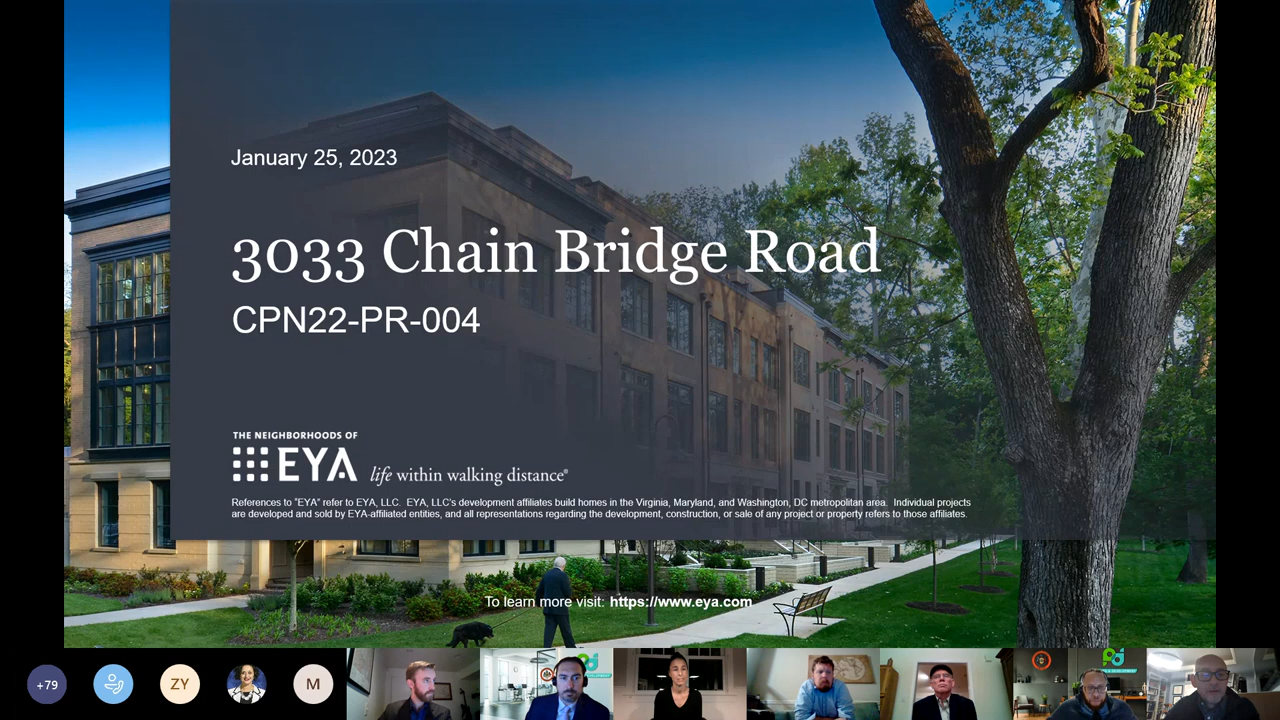 January 25, 2023
3033 Chain Bridge Road
CPN22-PR-004
THE NEIGHBORHOODS OF
EYA life within walking distance®
References to "EYA" refer to EYA, LLC. EYA, LLC's development affiliates build homes in the Virginia, Maryland, and Washington, DC metropolitan area. Individual projects
are developed and sold by EYA-affiliated entities, and all representations regarding the development, construction, or sale of any project or property refers to those affiliates.
To learn more visit: https://www.eya.com
+79
ZY
M